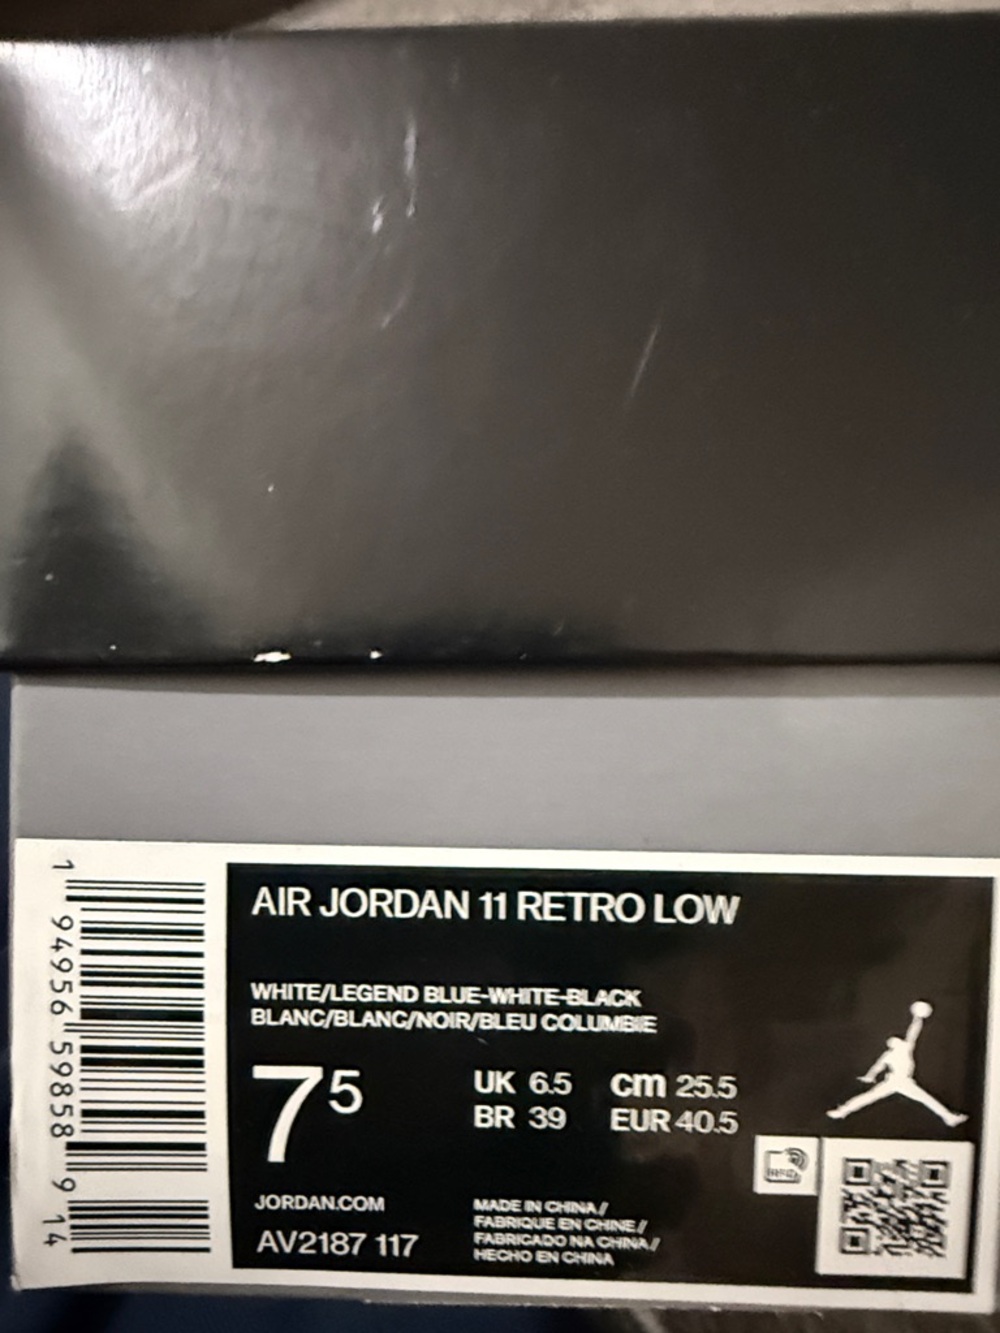 AIR JORDAN 11 RETRO LOW
WHITE/LEGEND BLUE-WHITE-BLACK
BLANC/BLANC/NOIR/BLEU COLUMBIE
7⁵
UK 6.5 cm 25.5
BR 39 EUR 40.5
JORDAN.COM
AV2187 117
MADE IN CHINA /
FABRIQUE EN CHINE /
FABRICADO NA CHINA //
HECHO EN CHINA
1 94956 59858 9 14